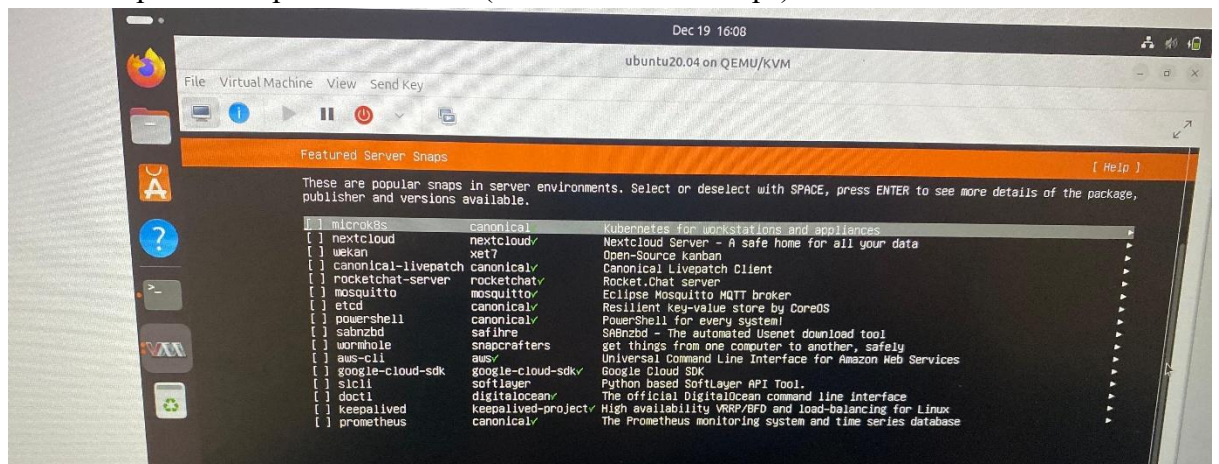 Dec 19 16:08
ubuntu20.04 on QEMU/KVM
File Virtual Machine View Send Key
Featured Server Snaps [ Help ]
These are popular snaps in server environments. Select or deselect with SPACE, press ENTER to see more details of the package,
publisher and versions available.
[ ] microk8s canonical✓ Kubernetes for workstations and appliances ▸
[ ] nextcloud nextcloud✓ Nextcloud Server - A safe home for all your data ▸
[ ] wekan xet7 Open-Source kanban ▸
[ ] canonical-livepatch canonical✓ Canonical Livepatch Client ▸
[ ] rocketchat-server rocketchat✓ Rocket.Chat server ▸
[ ] mosquitto mosquitto✓ Eclipse Mosquitto MQTT broker ▸
[ ] etcd canonical✓ Resilient key-value store by CoreOS ▸
[ ] powershell canonical✓ PowerShell for every system! ▸
[ ] sabnzbd safihre SABnzbd - The automated Usenet download tool ▸
[ ] wormhole snapcrafters get things from one computer to another, safely ▸
[ ] aws-cli aws✓ Universal Command Line Interface for Amazon Web Services ▸
[ ] google-cloud-sdk google-cloud-sdk✓ Google Cloud SDK ▸
[ ] slcli softlayer Python based SoftLayer API Tool. ▸
[ ] doctl digitalocean✓ The official DigitalOcean command line interface ▸
[ ] keepalived keepalived-project✓ High availability VRRP/BFD and load-balancing for Linux ▸
[ ] prometheus canonical✓ The Prometheus monitoring system and time series database ▸